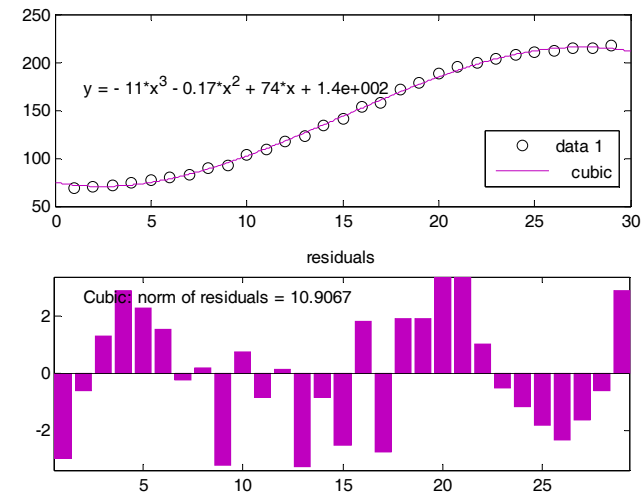 250
200
150
100
50
y = - 11*x^3 - 0.17*x^2 + 74*x + 1.4e+002
data 1
cubic
0 5 10 15 20 25 30
residuals
Cubic: norm of residuals = 10.9067
2
0
-2
5 10 15 20 25